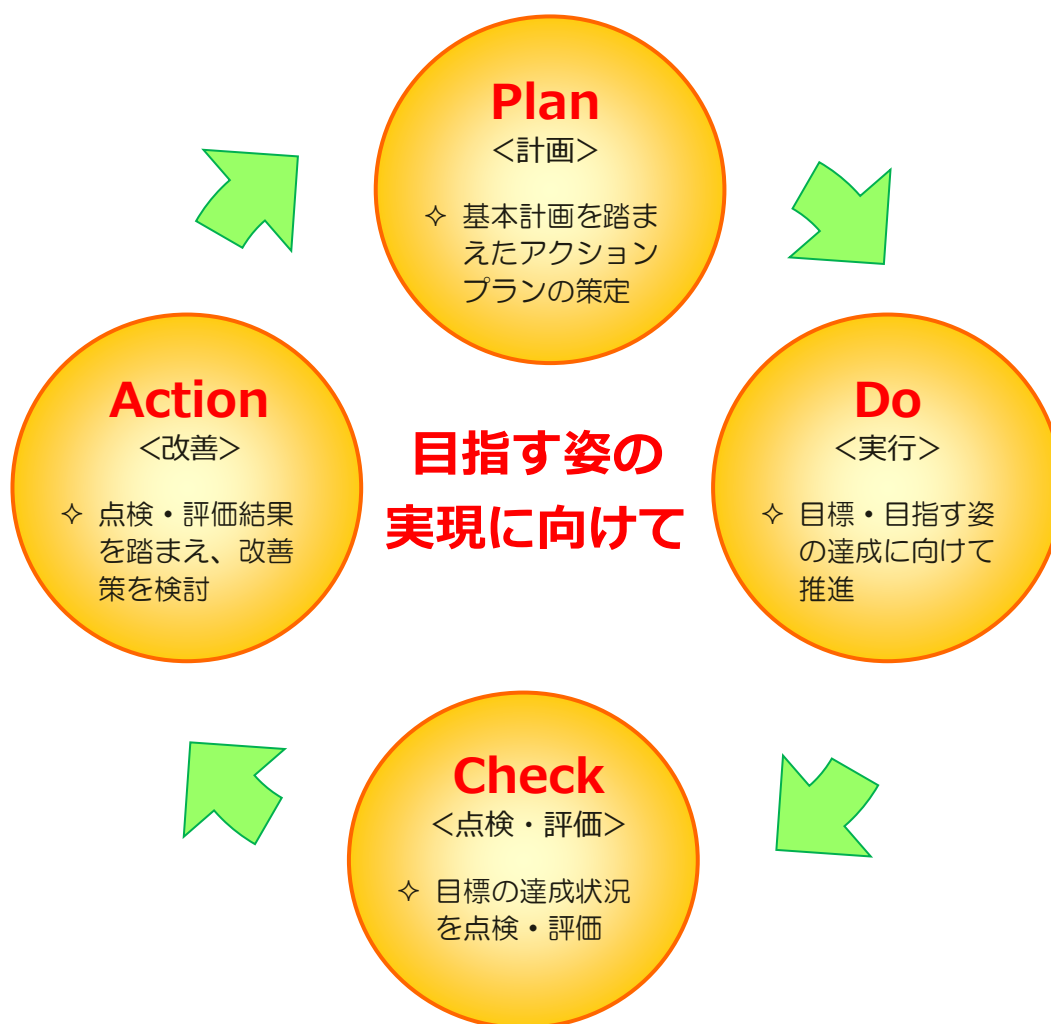 Plan
＜計画＞
✧ 基本計画を踏ま
えたアクション
プランの策定
Action
＜改善＞
✧ 点検・評価結果
を踏まえ、改善
策を検討
目指す姿の
実現に向けて
Do
＜実行＞
✧ 目標・目指す姿
の達成に向けて
推進
Check
＜点検・評価＞
✧ 目標の達成状況
を点検・評価